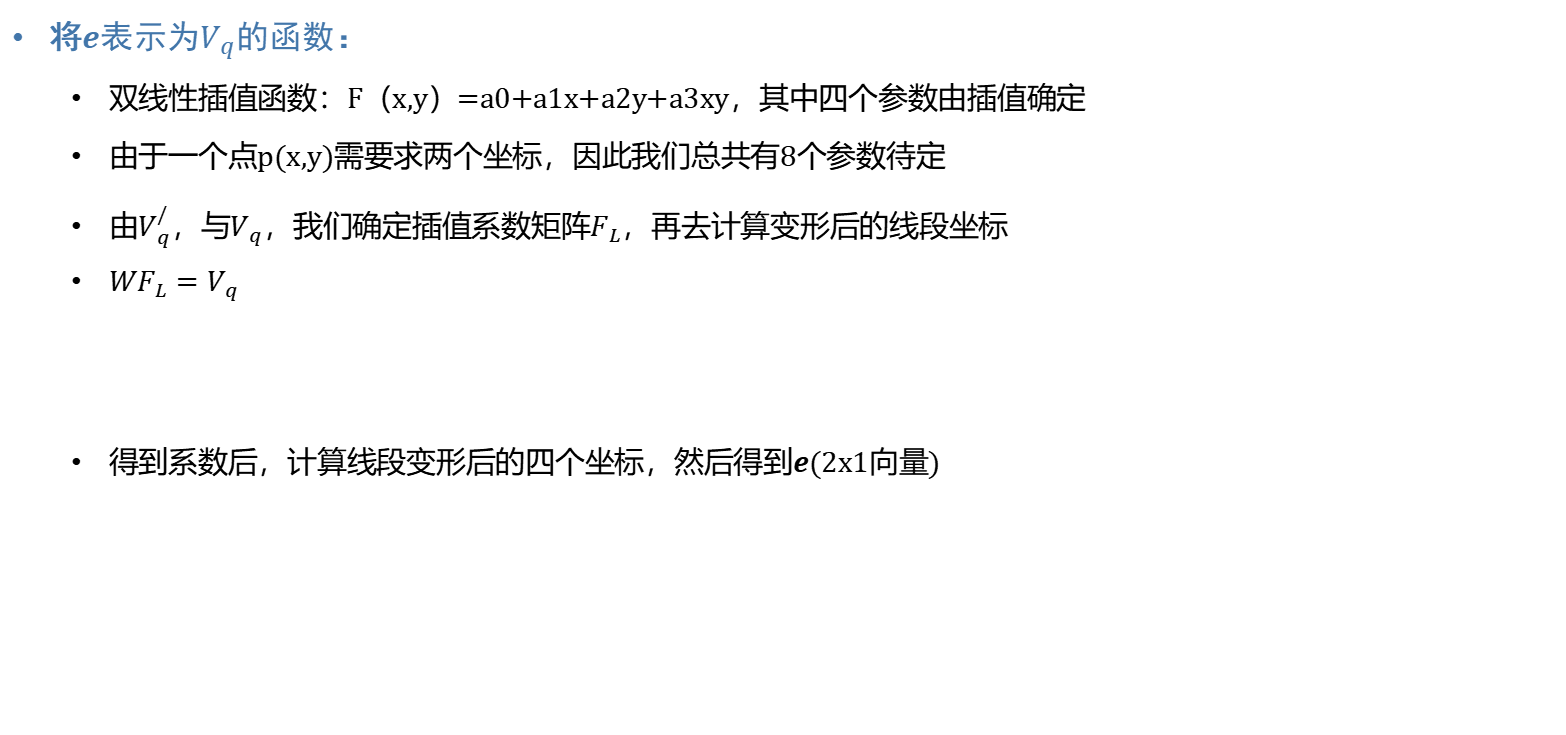 • 将e表示为V_q的函数：
• 双线性插值函数：F（x,y）=a0+a1x+a2y+a3xy，其中四个参数由插值确定
• 由于一个点p(x,y)需要求两个坐标，因此我们总共有8个参数待定
• 由V_q^/，与V_q，我们确定插值系数矩阵F_L，再去计算变形后的线段坐标
• WF_L = V_q
• 得到系数后，计算线段变形后的四个坐标，然后得到e(2x1向量)